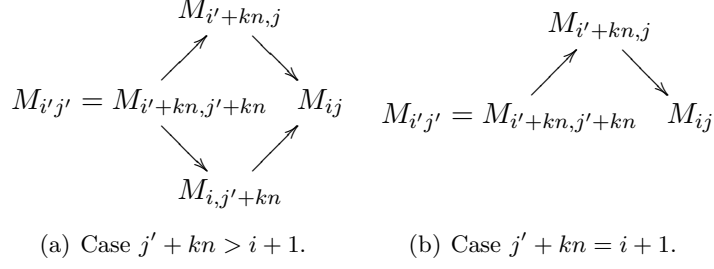 M_{i'+kn,j}
M_{i'+kn,j}
M_{i'j'} = M_{i'+kn,j'+kn} M_{ij}
M_{i'j'} = M_{i'+kn,j'+kn} M_{ij}
M_{i,j'+kn}
(a) Case j' + kn > i + 1.
(b) Case j' + kn = i + 1.